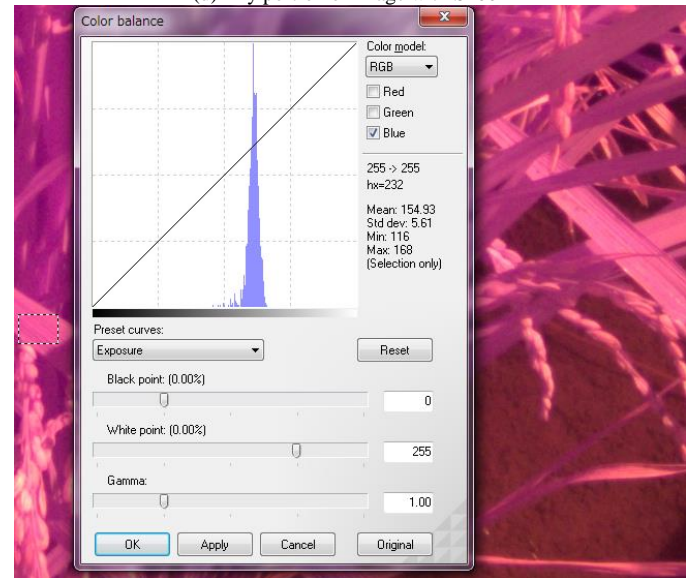 Color balance
Color model:
RGB
Red
Green
Blue
255 -> 255
hx=232
Mean: 154.93
Std dev: 5.61
Min: 116
Max: 168
(Selection only)
Preset curves:
Exposure
Reset
Black point: (0.00%)
0
White point: (0.00%)
255
Gamma:
1.00
OK
Apply
Cancel
Original